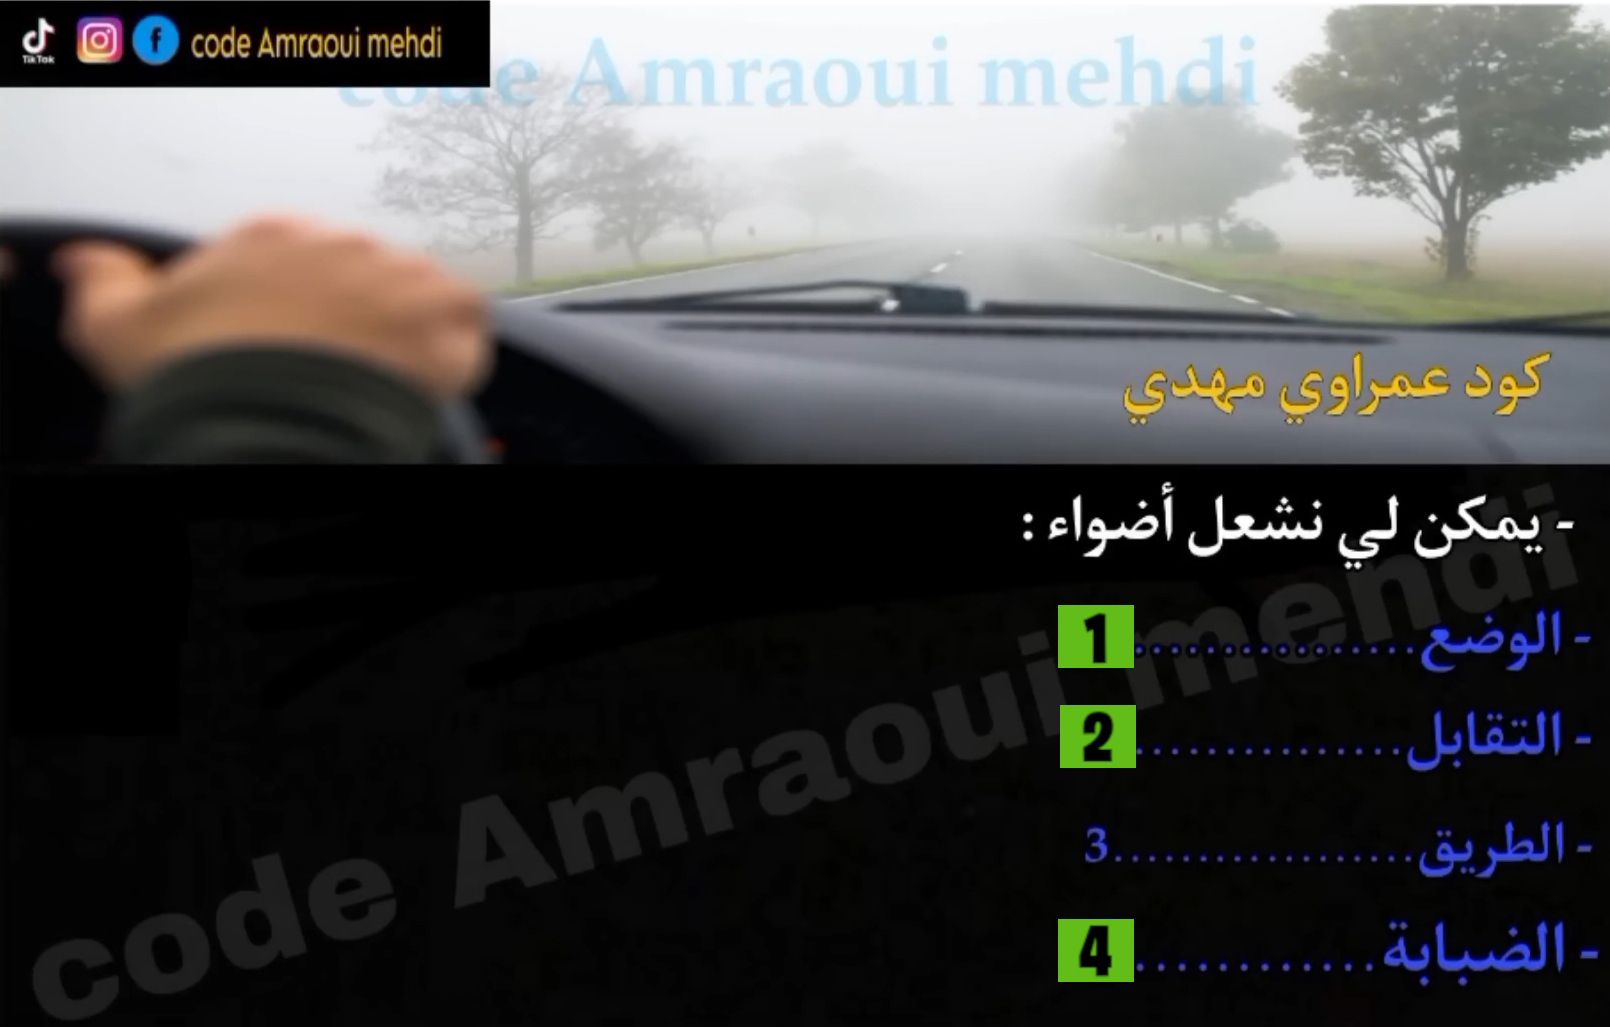 TikTok
code Amraoui mehdi
code Amraoui mehdi
كود عمراوي مهدي
- يمكن لي نشعل أضواء :
- الوضع................1
- التقابل...............2
- الطريق..................3
- الضبابة..............4
code Amraoui mehdi